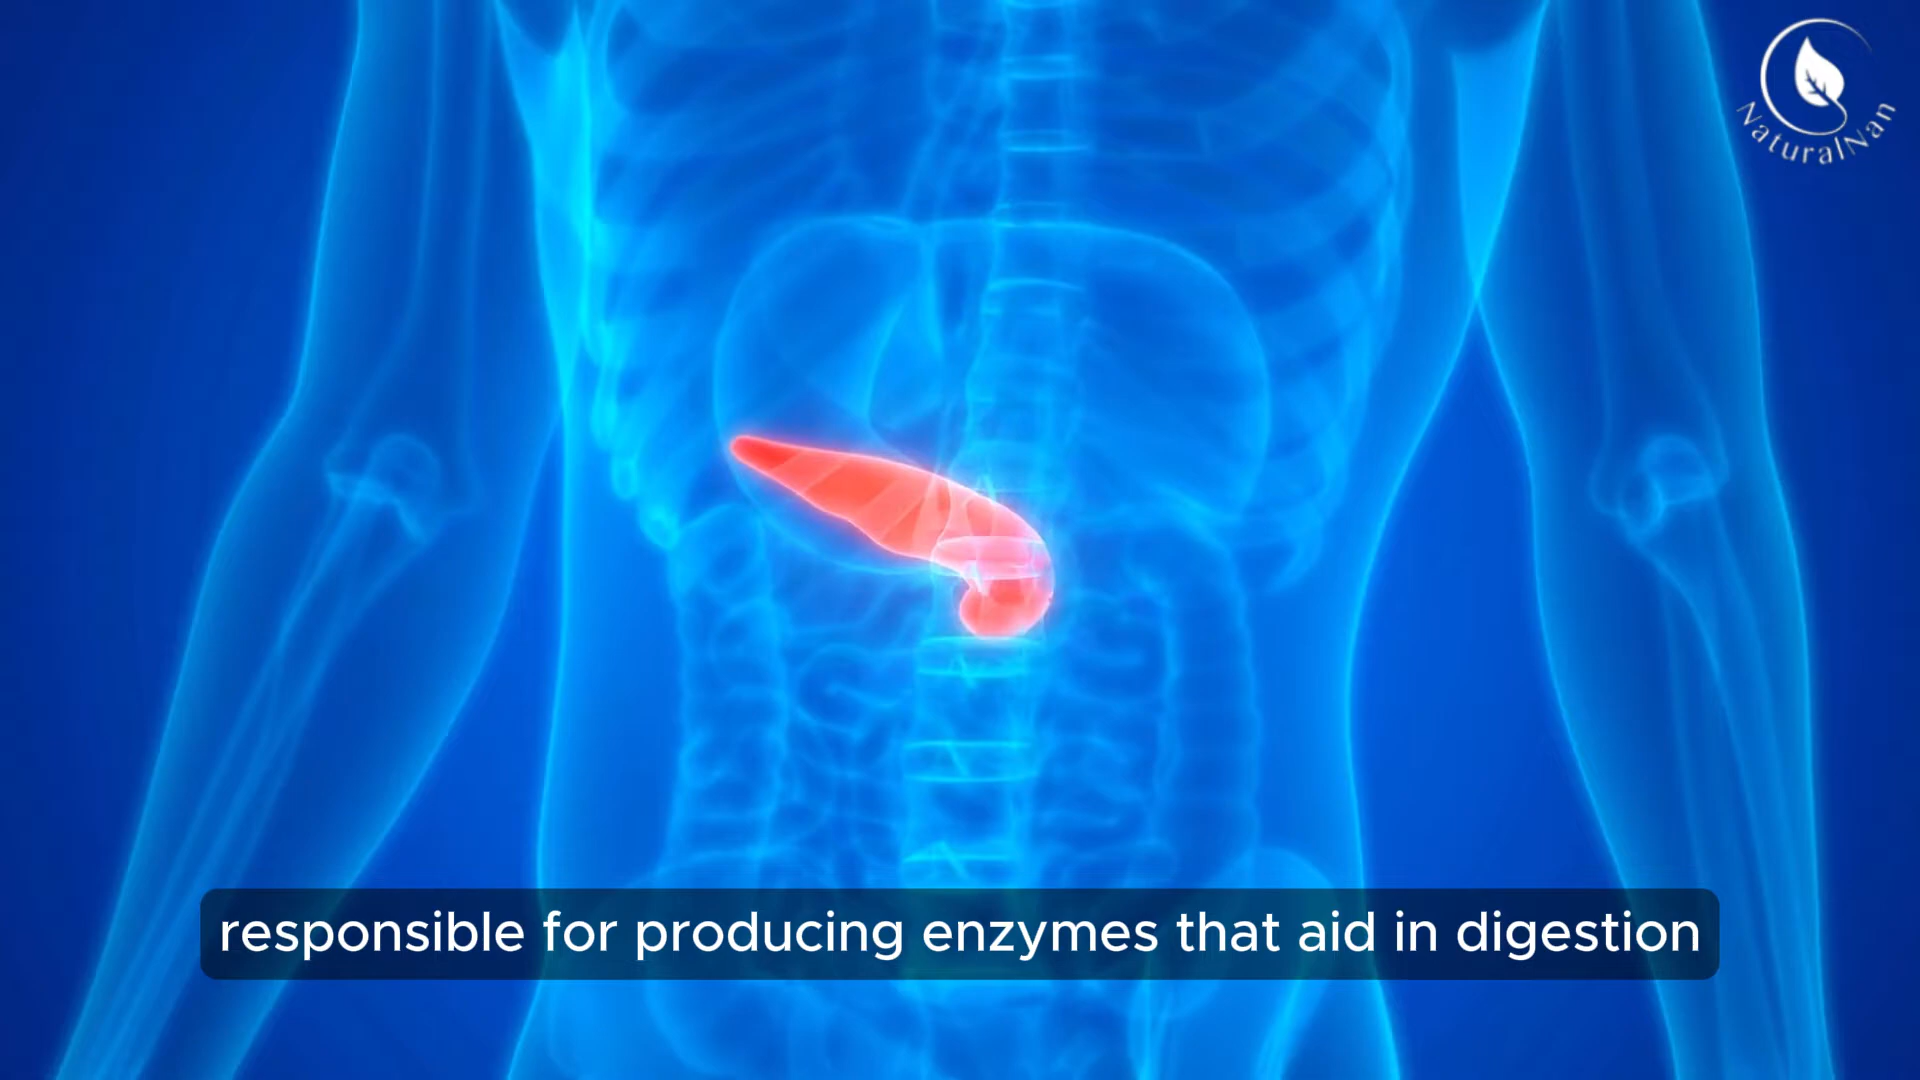 NaturalNan
responsible for producing enzymes that aid in digestion